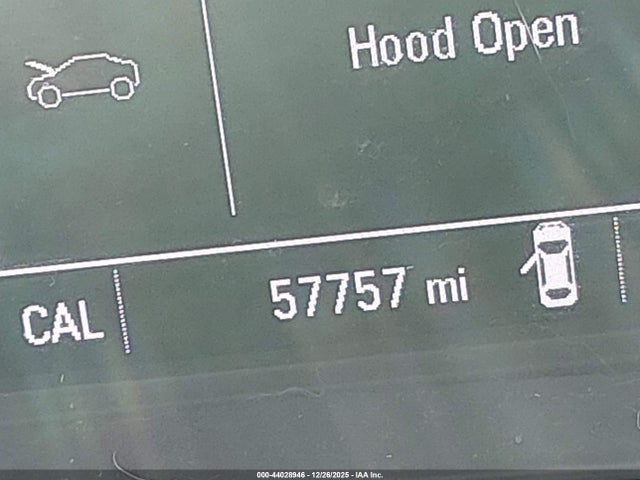 Hood Open
CAL 57757 mi
000-44028946 - 12/26/2025 - IAA Inc.